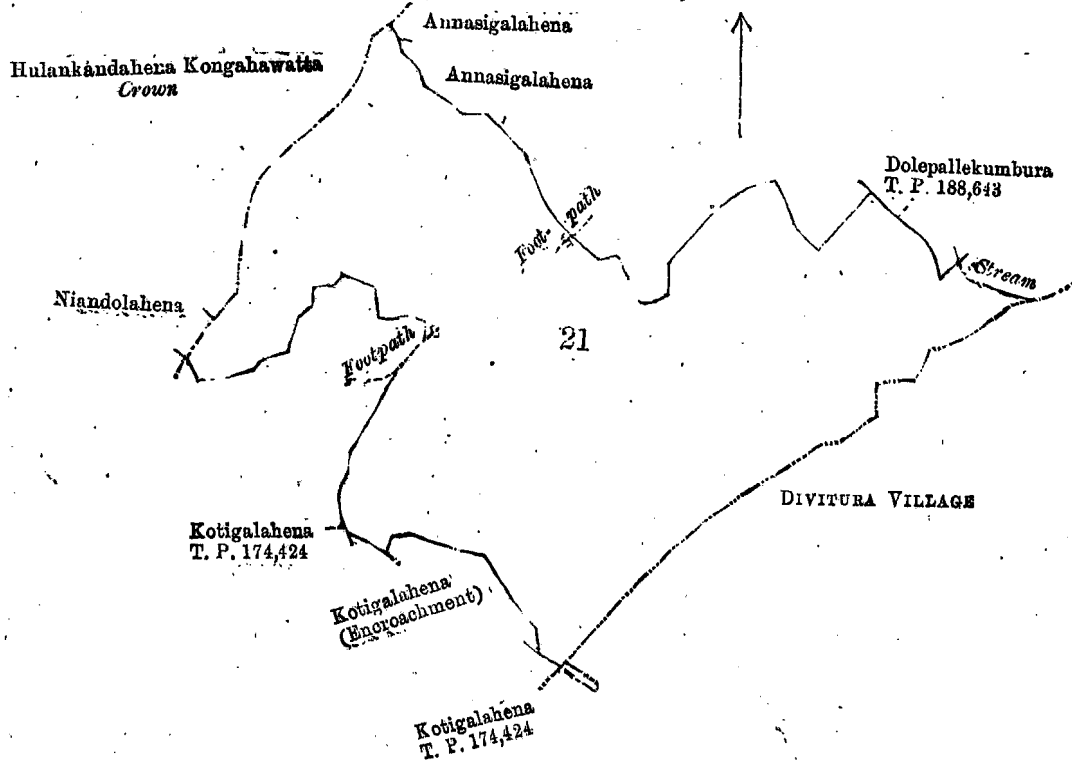 Annasigalahena
Hulankandahena Kongahawatta
Crown
Annasigalahena
Dolepallekumbura
T. P. 188,643
Foot-path
Stream
Niandolahena
Footpath
21
DIVITURA VILLAGE
Kotigalahena
T. P. 174,424
Kotigalahena
(Encroachment)
Kotigalahena
T. P. 174,424